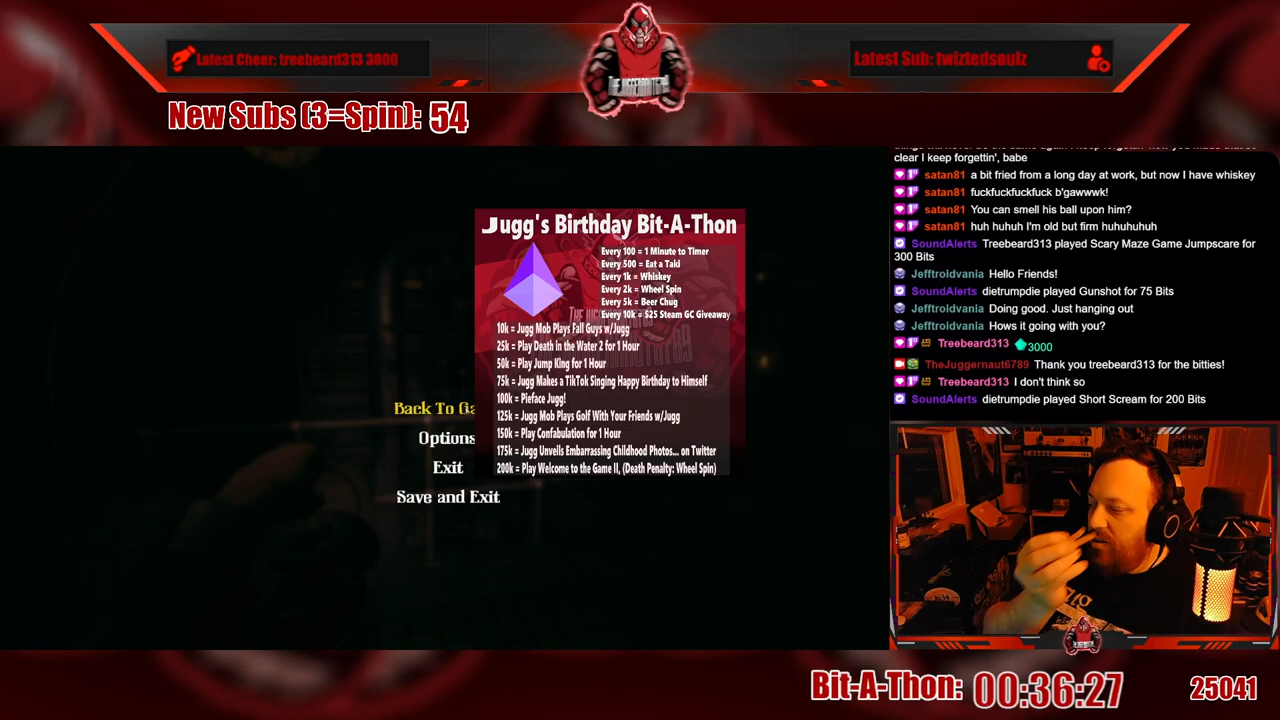 Latest Cheer: treebeard313 3000
Latest Sub: twiztedsoulz
New Subs (3=Spin): 54
clear I keep forgettin', babe
satan81 a bit fried from a long day at work, but now I have whiskey
satan81 fuckfuckfuckfuck b'gawwwk!
satan81 You can smell his ball upon him?
satan81 huh huhuh I'm old but firm huhuhuhuh
SoundAlerts Treebeard313 played Scary Maze Game Jumpscare for
300 Bits
Jefftroidvania Hello Friends!
SoundAlerts dietrumpdie played Gunshot for 75 Bits
Jefftroidvania Doing good. Just hanging out
Jefftroidvania Hows it going with you?
Treebeard313 3000
TheJuggernaut6789 Thank you treebeard313 for the bitties!
Treebeard313 I don't think so
SoundAlerts dietrumpdie played Short Scream for 200 Bits
Jugg's Birthday Bit-A-Thon
Every 100 = 1 Minute to Timer
Every 500 = Eat a Taki
Every 1k = Whiskey
Every 2k = Wheel Spin
Every 5k = Beer Chug
Every 10k = $25 Steam GC Giveaway
10k = Jugg Mob Plays Fall Guys w/Jugg
25k = Play Death in the Water 2 for 1 Hour
50k = Play Jump King for 1 Hour
75k = Jugg Makes a TikTok Singing Happy Birthday to Himself
100k = Pieface Jugg!
125k = Jugg Mob Plays Golf With Your Friends w/Jugg
150k = Play Confabulation for 1 Hour
175k = Jugg Unveils Embarrassing Childhood Photos... on Twitter
200k = Play Welcome to the Game II, (Death Penalty: Wheel Spin)
Back To Ga
Options
Exit
Save and Exit
Bit-A-Thon: 00:36:27
25041